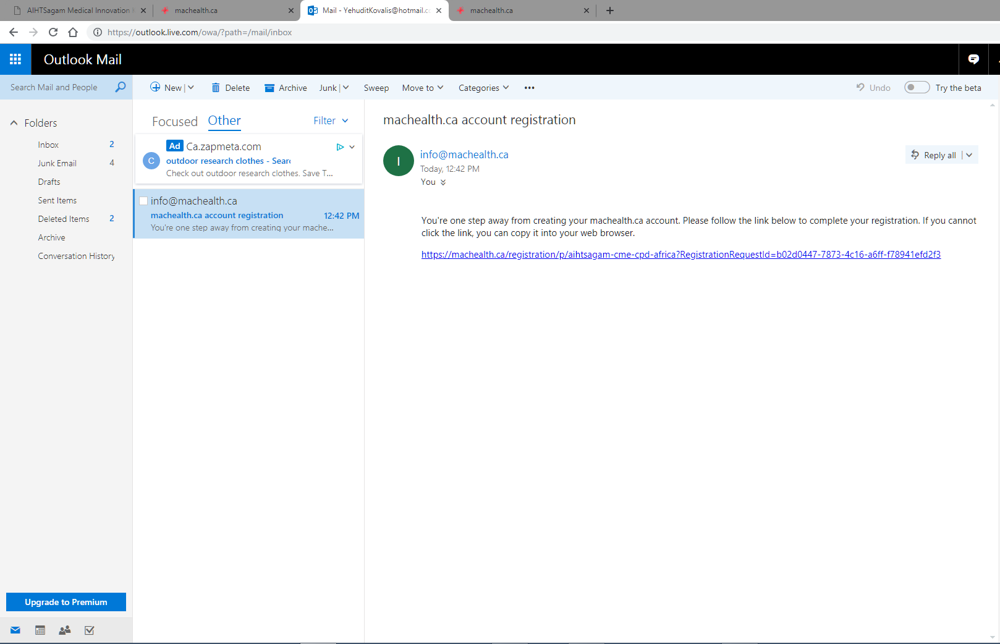 AIHTSagam Medical Innovation
machealth.ca
Mail - YehuditKovalis@hotmail.co
machealth.ca
https://outlook.live.com/owa/?path=/mail/inbox
Outlook Mail
Search Mail and People
New
Delete
Archive
Junk
Sweep
Move to
Categories
Undo
Try the beta
Folders
Inbox 2
Junk Email 4
Drafts
Sent Items
Deleted Items 2
Archive
Conversation History
Upgrade to Premium
Focused
Other
Filter
C
Ad Ca.zapmeta.com
outdoor research clothes - Searc
Check out outdoor research clothes. Save T...
info@machealth.ca
machealth.ca account registration 12:42 PM
You're one step away from creating your mache...
machealth.ca account registration
I
info@machealth.ca
Today, 12:42 PM
You
Reply all
You're one step away from creating your machealth.ca account. Please follow the link below to complete your registration. If you cannot
click the link, you can copy it into your web browser.
https://machealth.ca/registration/p/aihtsagam-cme-cpd-africa?RegistrationRequestId=b02d0447-7873-4c16-a6ff-f78941efd2f3